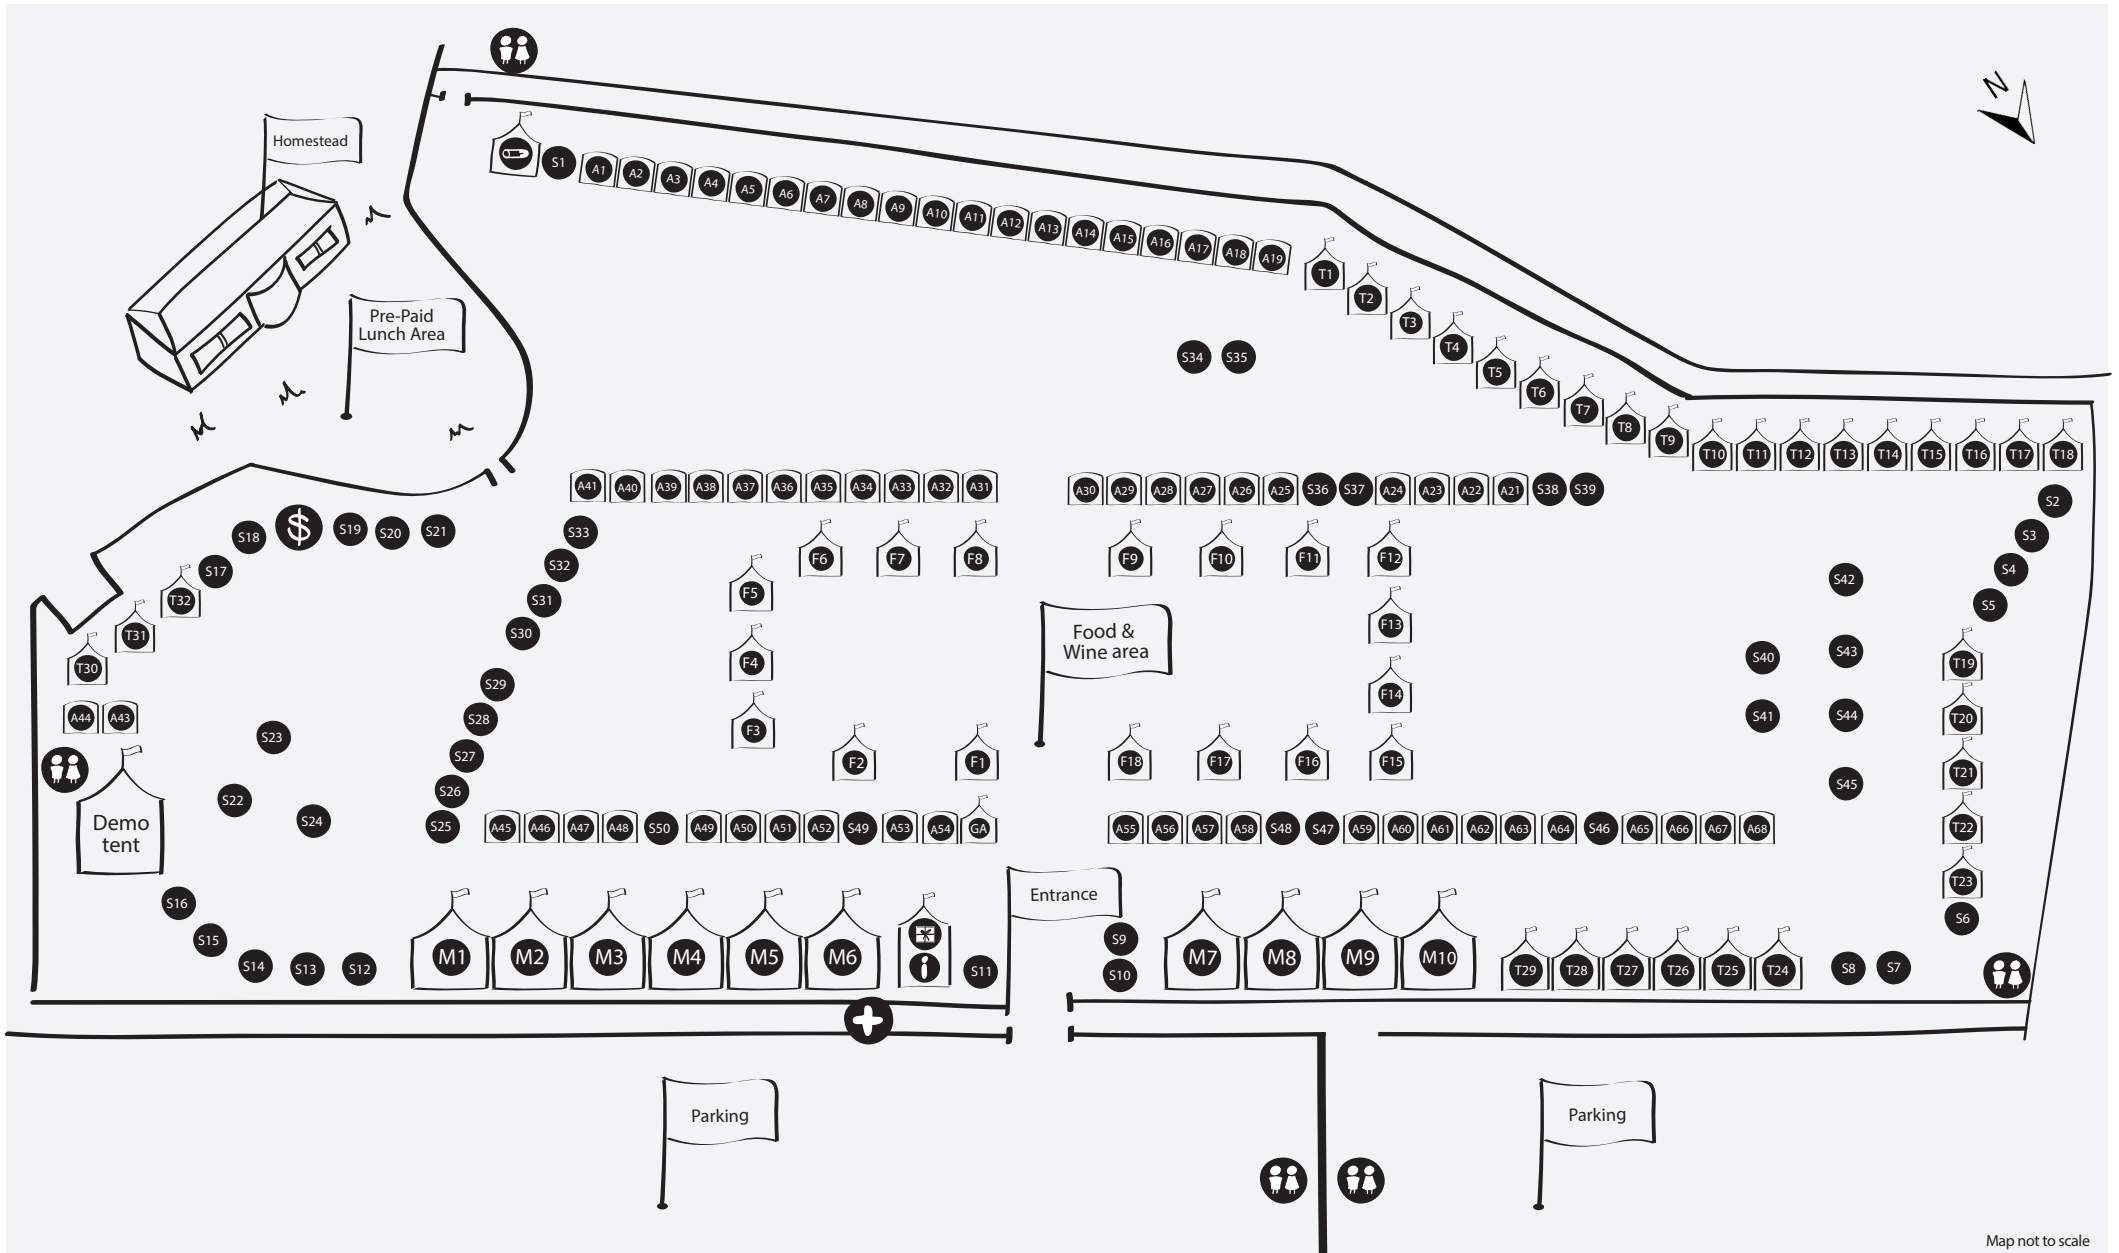 N
Homestead
S1
A1
A2
A3
A4
A5
A6
A7
A8
A9
A10
A11
A12
A13
A14
A15
A16
A17
A18
A19
T1
T2
T3
T4
T5
T6
T7
T8
T9
T10
T11
T12
T13
T14
T15
T16
T17
T18
Pre-Paid
Lunch Area
S34
S35
A41
A40
A39
A38
A37
A36
A35
A34
A33
A32
A31
A30
A29
A28
A27
A26
A25
S36
S37
A24
A23
A22
A21
S38
S39
S2
S3
S4
S5
S18
$
S19
S20
S21
S17
T32
T31
T30
A44
A43
S33
S32
S31
S30
S29
S28
S27
S26
S25
F6
F7
F8
F5
F4
F3
F2
F1
F9
F10
F11
F12
F13
F14
Food &
Wine area
F18
F17
F16
F15
S42
S40
S43
S41
S44
S45
T19
T20
T21
T22
T23
S6
S23
S22
S24
Demo
tent
A45
A46
A47
A48
S50
A49
A50
A51
A52
S49
A53
A54
GA
A55
A56
A57
A58
S48
S47
A59
A60
A61
A62
A63
A64
S46
A65
A66
A67
A68
Entrance
S16
S15
S14
S13
S12
M1
M2
M3
M4
M5
M6
i
S11
S9
S10
M7
M8
M9
M10
T29
T28
T27
T26
T25
T24
S8
S7
Parking
Parking
Map not to scale